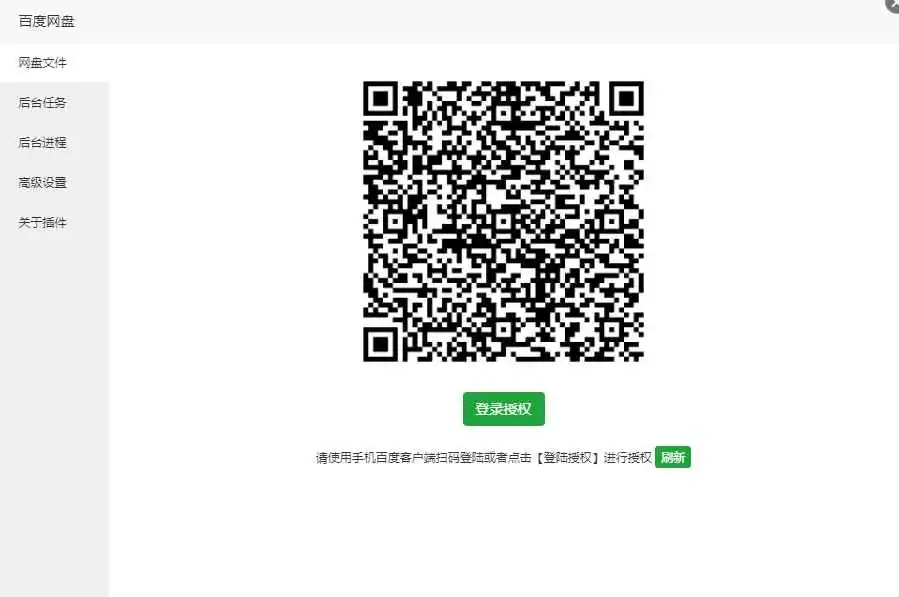 百度网盘
网盘文件
后台任务
后台进程
高级设置
关于插件
登录授权
请使用手机百度客户端扫码登陆或者点击【登陆授权】进行授权 刷新